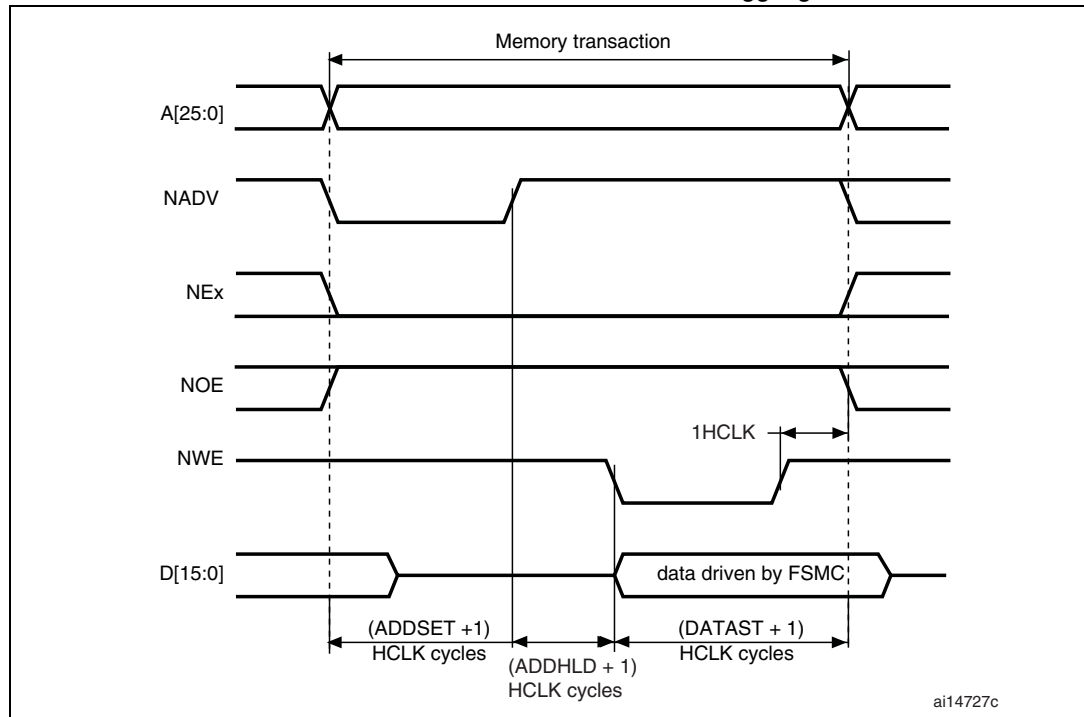 Memory transaction
A[25:0]
NADV
NEx
NOE
1HCLK
NWE
D[15:0]
data driven by FSMC
(ADDSET +1)
HCLK cycles
(DATAST + 1)
HCLK cycles
(ADDHLD + 1)
HCLK cycles
ai14727c